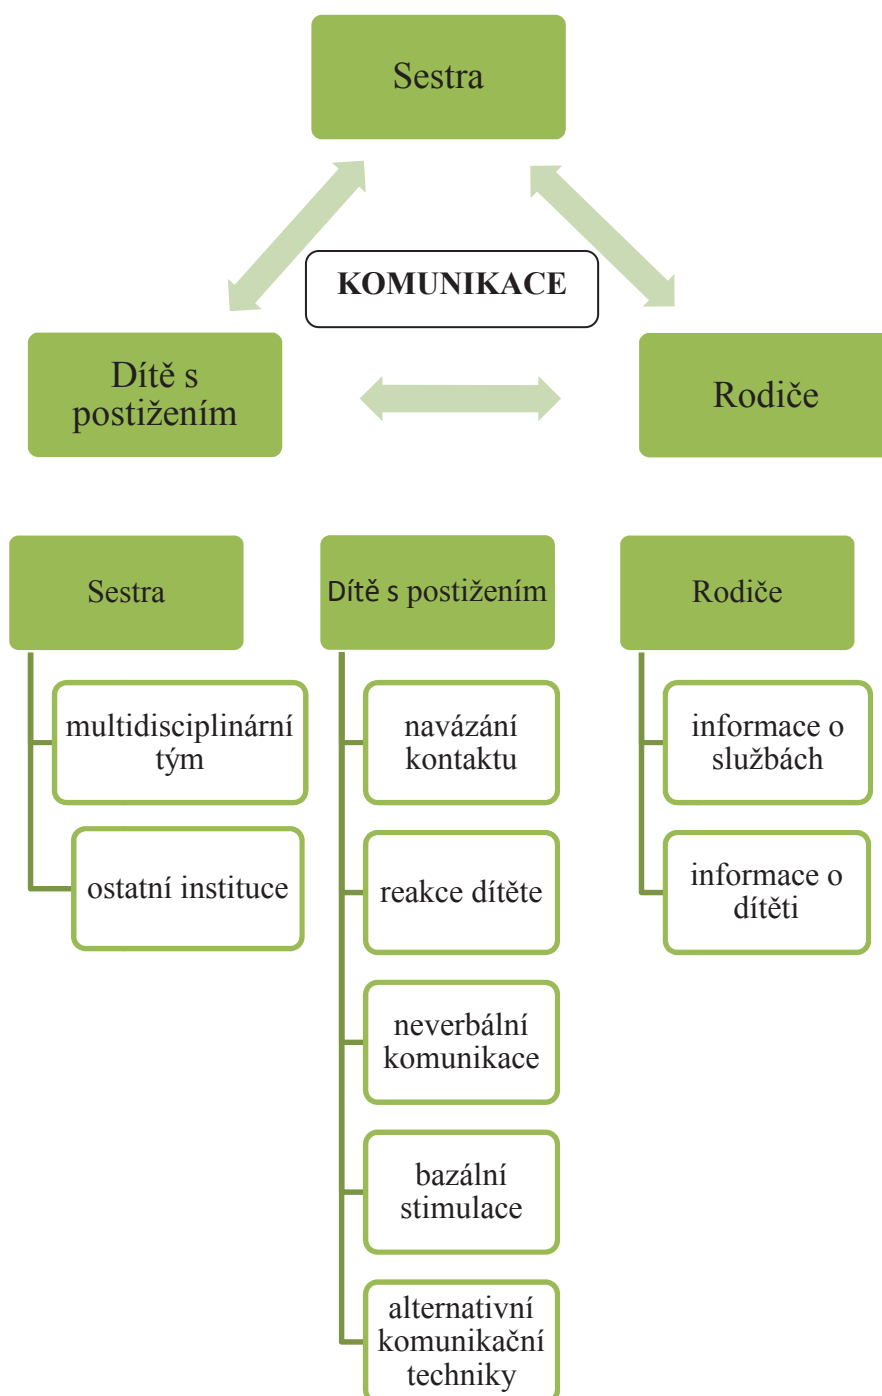 Sestra
KOMUNIKACE
Dítě s
postižením
Rodiče
Sestra
multidisciplinární
tým
ostatní instituce
Dítě s postižením
navázání
kontaktu
reakce dítěte
neverbální
komunikace
bazální
stimulace
alternativní
komunikační
techniky
Rodiče
informace o
službách
informace o
dítěti